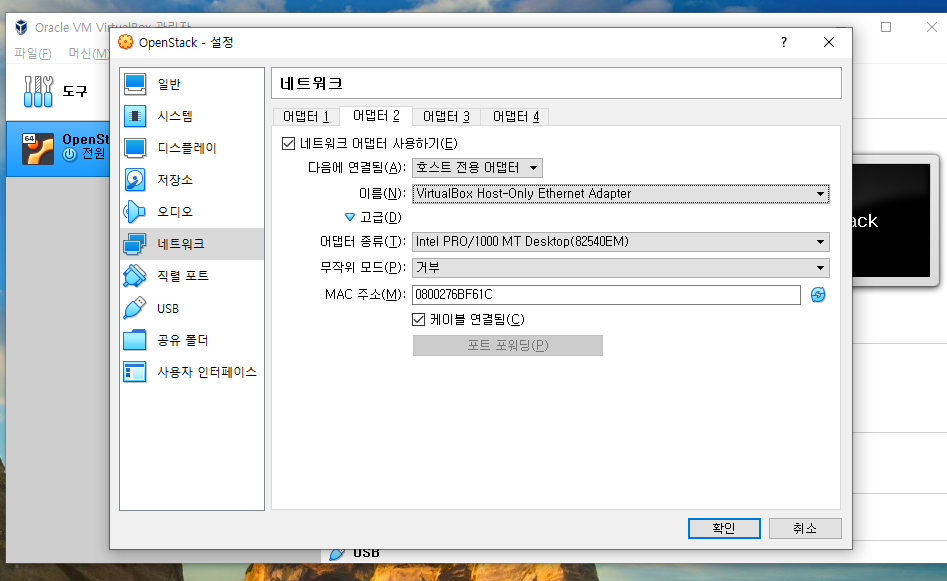 Oracle VM VirtualBox 관리자
파일(F) 머신(M)
도구
64
OpenSt
전원
OpenStack - 설정
?
일반
시스템
디스플레이
저장소
오디오
네트워크
직렬 포트
USB
공유 폴더
사용자 인터페이스
네트워크
어댑터 1 어댑터 2 어댑터 3 어댑터 4
네트워크 어댑터 사용하기(E)
다음에 연결됨(A): 호스트 전용 어댑터
이름(N): VirtualBox Host-Only Ethernet Adapter
고급(D)
어댑터 종류(T): Intel PRO/1000 MT Desktop(82540EM)
무작위 모드(P): 거부
MAC 주소(M): 0800276BF61C
케이블 연결됨(C)
포트 포워딩(P)
확인 취소
ack
USB